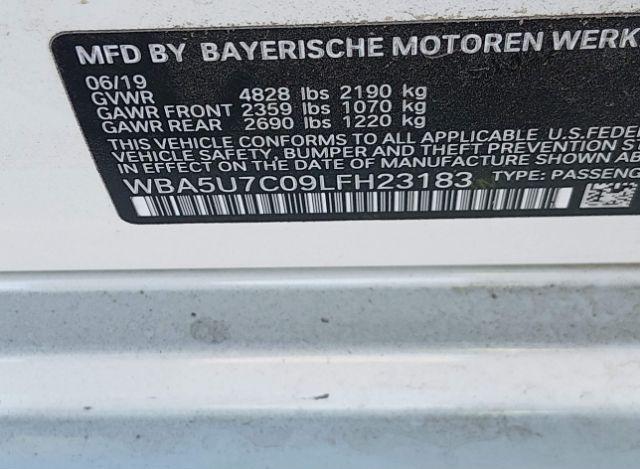 MFD BY BAYERISCHE MOTOREN WERK
06/19
GVWR 4828 lbs 2190 kg
GAWR FRONT 2359 lbs 1070 kg
GAWR REAR 2690 lbs 1220 kg
THIS VEHICLE CONFORMS TO ALL APPLICABLE U.S.FEDE
VEHICLE SAFETY, BUMPER AND THEFT
IN EFFECT ON THE DATE OF MANUFACTURE SHOWN ABO
WBA5U7C09LFH23183 TYPE: PASSENG